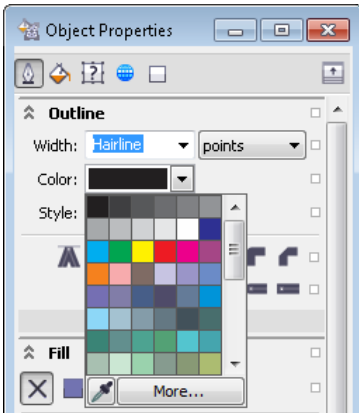 Object Properties
Outline
Width: Hairline points
Color:
Style:
Fill
More...